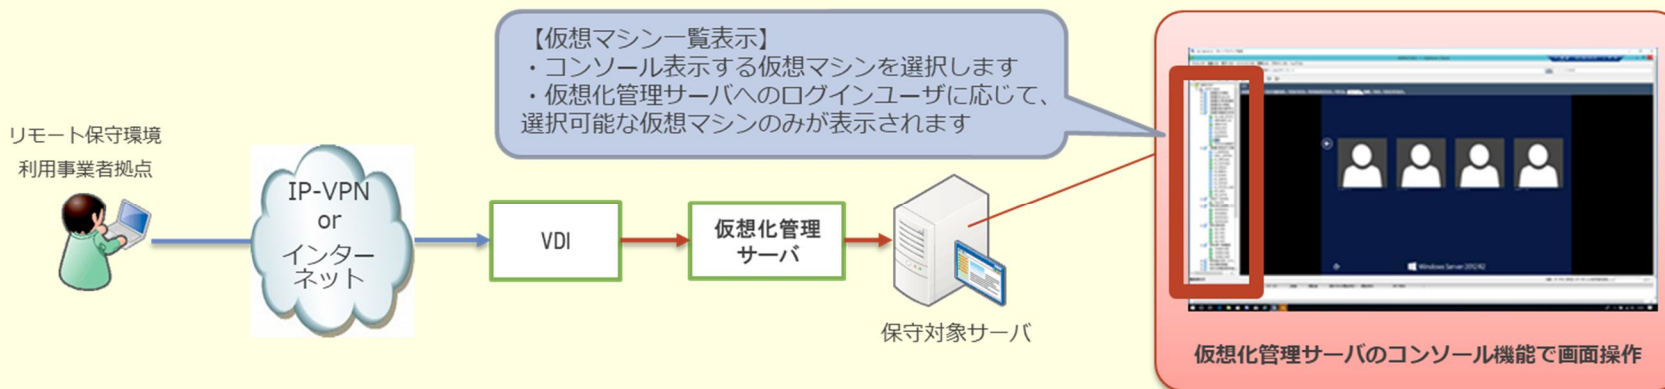 【仮想マシン一覧表示】
・コンソール表示する仮想マシンを選択します
・仮想化管理サーバへのログインユーザに応じて、
選択可能な仮想マシンのみが表示されます
リモート保守環境
利用事業者拠点
IP-VPN
or
インター
ネット
VDI
仮想化管理
サーバ
保守対象サーバ
Windows Server 2012 R2
仮想化管理サーバのコンソール機能で画面操作